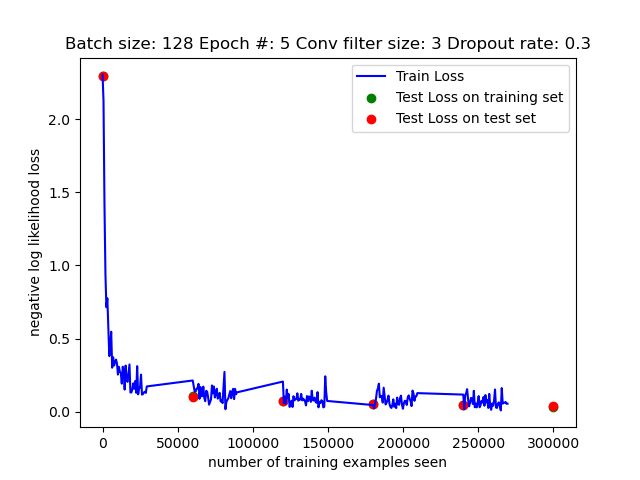 Batch size: 128 Epoch #: 5 Conv filter size: 3 Dropout rate: 0.3
Train Loss
Test Loss on training set
Test Loss on test set
negative log likelihood loss
2.0
1.5
1.0
0.5
0.0
0 50000 100000 150000 200000 250000 300000
number of training examples seen